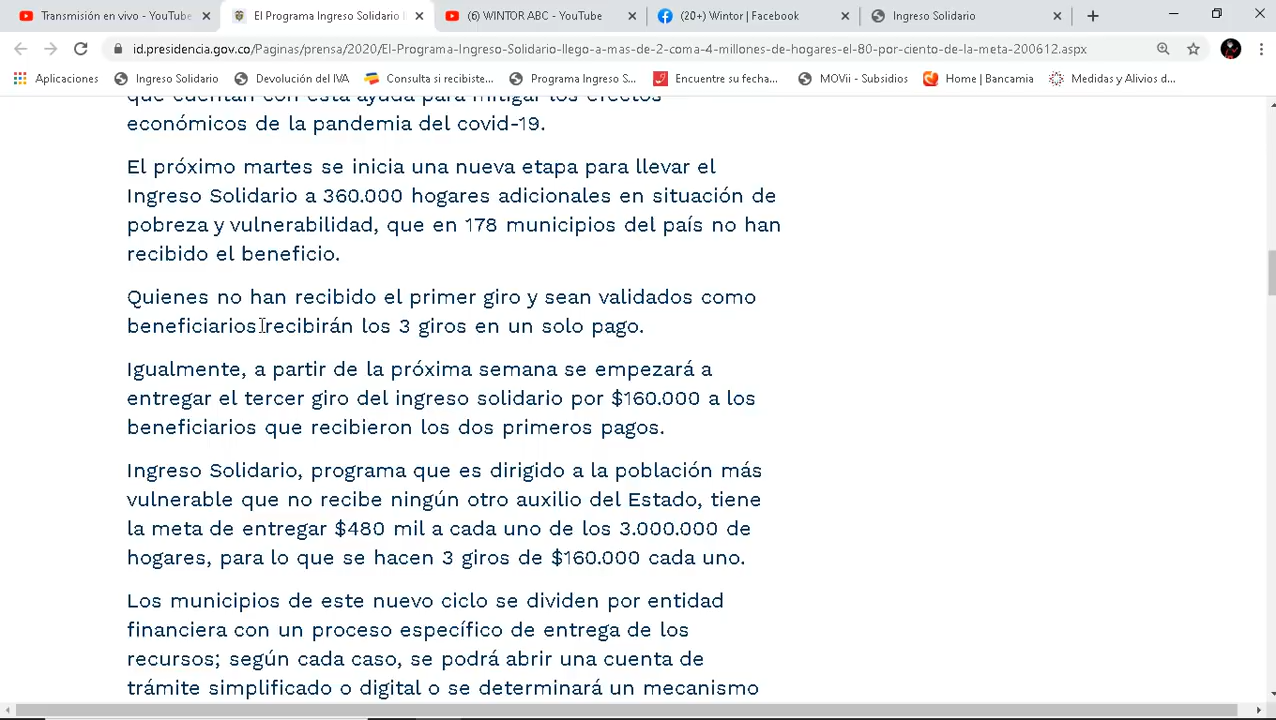 Transmisión en vivo - YouTube
El Programa Ingreso Solidario l
(6) WINTOR ABC - YouTube
(20+) Wintor | Facebook
Ingreso Solidario
id.presidencia.gov.co/Paginas/prensa/2020/El-Programa-Ingreso-Solidario-llego-a-mas-de-2-coma-4-millones-de-hogares-el-80-por-ciento-de-la-meta-200612.aspx
Aplicaciones
Ingreso Solidario
Devolución del IVA
Consulta si recibiste...
Programa Ingreso S...
Encuentre su fecha...
MOVii - Subsidios
Home | Bancamia
Medidas y Alivios d...
que cuentan con esta ayuda para mitigar los efectos
económicos de la pandemia del covid-19.
El próximo martes se inicia una nueva etapa para llevar el
Ingreso Solidario a 360.000 hogares adicionales en situación de
pobreza y vulnerabilidad, que en 178 municipios del país no han
recibido el beneficio.
Quienes no han recibido el primer giro y sean validados como
beneficiarios recibirán los 3 giros en un solo pago.
Igualmente, a partir de la próxima semana se empezará a
entregar el tercer giro del ingreso solidario por $160.000 a los
beneficiarios que recibieron los dos primeros pagos.
Ingreso Solidario, programa que es dirigido a la población más
vulnerable que no recibe ningún otro auxilio del Estado, tiene
la meta de entregar $480 mil a cada uno de los 3.000.000 de
hogares, para lo que se hacen 3 giros de $160.000 cada uno.
Los municipios de este nuevo ciclo se dividen por entidad
financiera con un proceso específico de entrega de los
recursos; según cada caso, se podrá abrir una cuenta de
trámite simplificado o digital o se determinará un mecanismo